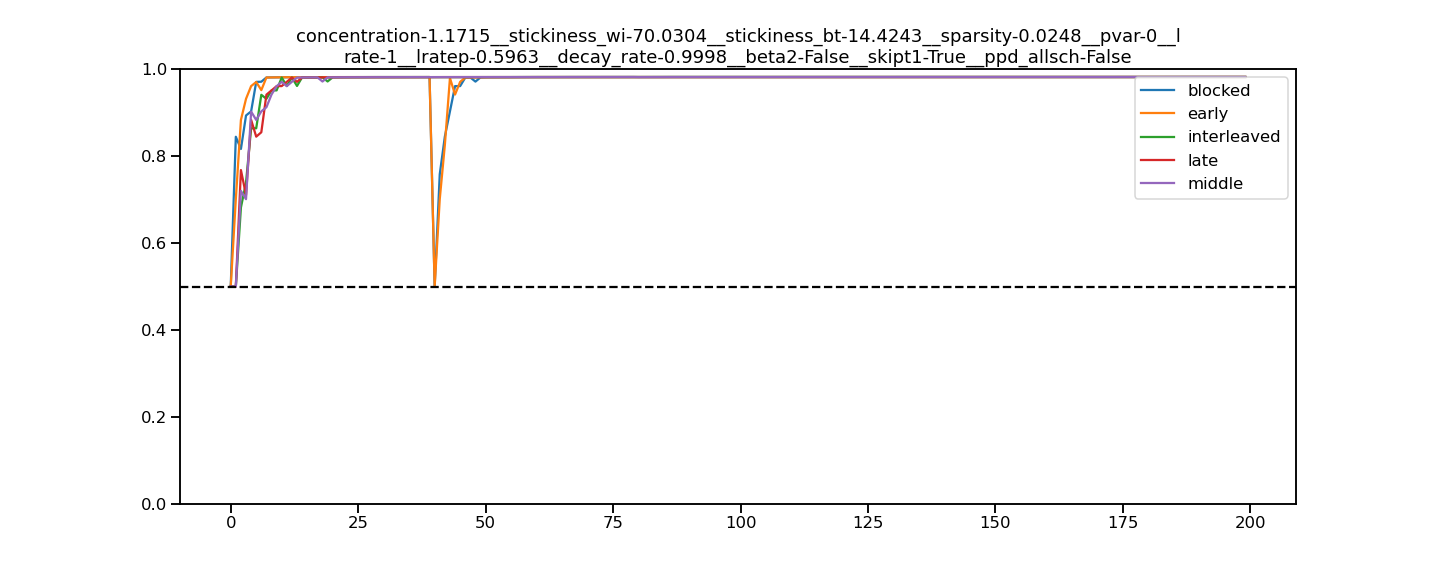 concentration-1.1715__stickiness_wi-70.0304__stickiness_bt-14.4243__sparsity-0.0248__pvar-0__l
rate-1__lratep-0.5963__decay_rate-0.9998__beta2-False__skipt1-True__ppd_allsch-False
1.0
0.8
0.6
0.4
0.2
0.0
blocked
early
interleaved
late
middle
0 25 50 75 100 125 150 175 200